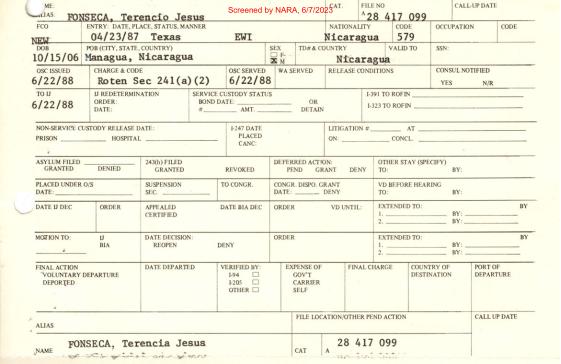 Screened by NARA, 6/7/2023
NAME CAT. FILE NO CALL-UP DATE
ALIAS FONSECA, Terencio Jesus A 28 417 099
FCO ENTRY: DATE, PLACE, STATUS, MANNER NATIONALITY CODE OCCUPATION CODE
NEW 04/23/87 Texas EWI Nicaragua 579
DOB POB (CITY, STATE, COUNTRY) SEX TD# & COUNTRY VALID TO SSN:
10/15/06 Managua, Nicaragua F M Nicaragua
OSC ISSUED CHARGE & CODE OSC SERVED WA SERVED RELEASE CONDITIONS CONSUL NOTIFIED
6/22/88 Roten Sec 241(a)(2) 6/22/88 YES N/R
TO IJ IJ REDETERMINATION SERVICE CUSTODY STATUS I-391 TO ROFIN
6/22/88 ORDER: BOND DATE: OR I-323 TO ROFIN
DATE: # AMT. DETAIN
NON-SERVICE CUSTODY RELEASE DATE: I-247 DATE LITIGATION # AT
PRISON HOSPITAL PLACED ON: CONCL.
CANC:
ASYLUM FILED 243(h) FILED DEFERRED ACTION: OTHER STAY (SPECIFY)
GRANTED DENIED GRANTED REVOKED PEND GRANT DENY TO: BY:
PLACED UNDER O/S SUSPENSION TO CONGR. CONGR. DISPO. GRANT VD BEFORE HEARING
DATE: SEC. DATE: DENY TO: BY:
DATE IJ DEC ORDER APPEALED DATE BIA DEC ORDER VD UNTIL: EXTENDED TO: BY
CERTIFIED 1.
2.
MOTION TO: IJ DATE DECISION: ORDER EXTENDED TO: BY
BIA REOPEN DENY 1. BY:
2. BY:
FINAL ACTION DATE DEPARTED VERIFIED BY: EXPENSE OF FINAL CHARGE COUNTRY OF PORT OF
VOLUNTARY DEPARTURE I-94 GOV'T DESTINATION DEPARTURE
DEPORTED I-205 CARRIER
OTHER SELF
FILE LOCATION/OTHER PEND ACTION CALL UP DATE
ALIAS
NAME FONSECA, Terencia Jesus CAT A 28 417 099